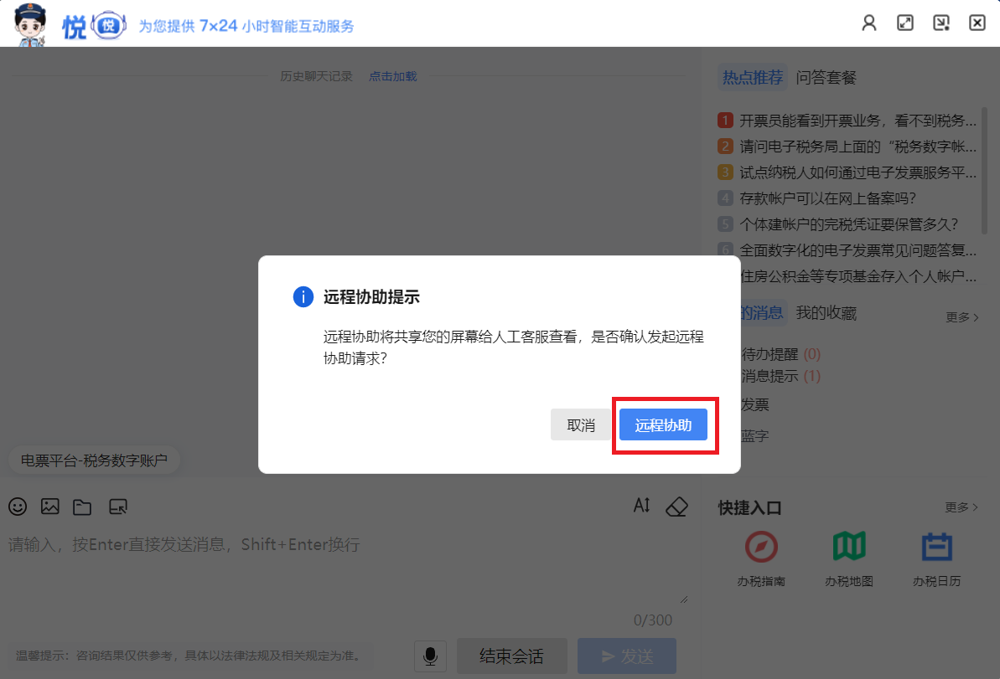 悦 悦 为您提供 7×24 小时智能互动服务
历史聊天记录 点击加载
热点推荐 问答套餐
1 开票员能看到开票业务，看不到税务...
2 请问电子税务局上面的“税务数字帐...
3 试点纳税人如何通过电子发票服务平...
4 存款帐户可以在网上备案吗？
5 个体建帐户的完税凭证要保管多久？
6 全面数字化的电子发票常见问题答复...
住房公积金等专项基金存入个人帐户...
的消息 我的收藏 更多 >
待办提醒 (0)
消息提示 (1)
发票
蓝字
远程协助提示
远程协助将共享您的屏幕给人工客服查看，是否确认发起远程
协助请求？
取消 远程协助
电票平台-税务数字账户
请输入，按Enter直接发送消息，Shift+Enter换行
0/300
温馨提示：咨询结果仅供参考，具体以法律法规及相关规定为准。
结束会话 发送
快捷入口 更多 >
办税指南 办税地图 办税日历